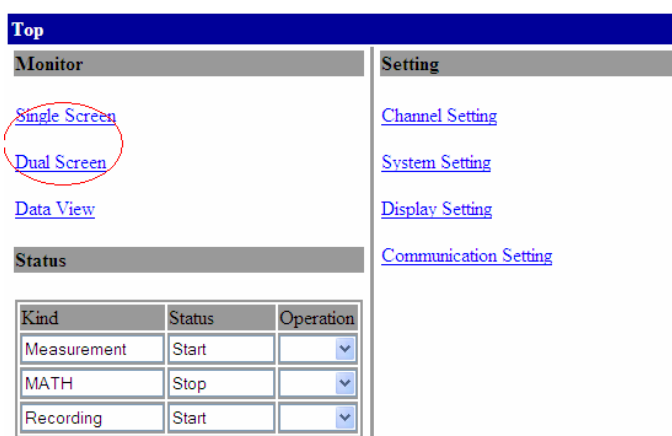 Top
Monitor
Single Screen
Dual Screen
Data View
Status
Kind Status Operation
Measurement Start
MATH Stop
Recording Start
Setting
Channel Setting
System Setting
Display Setting
Communication Setting